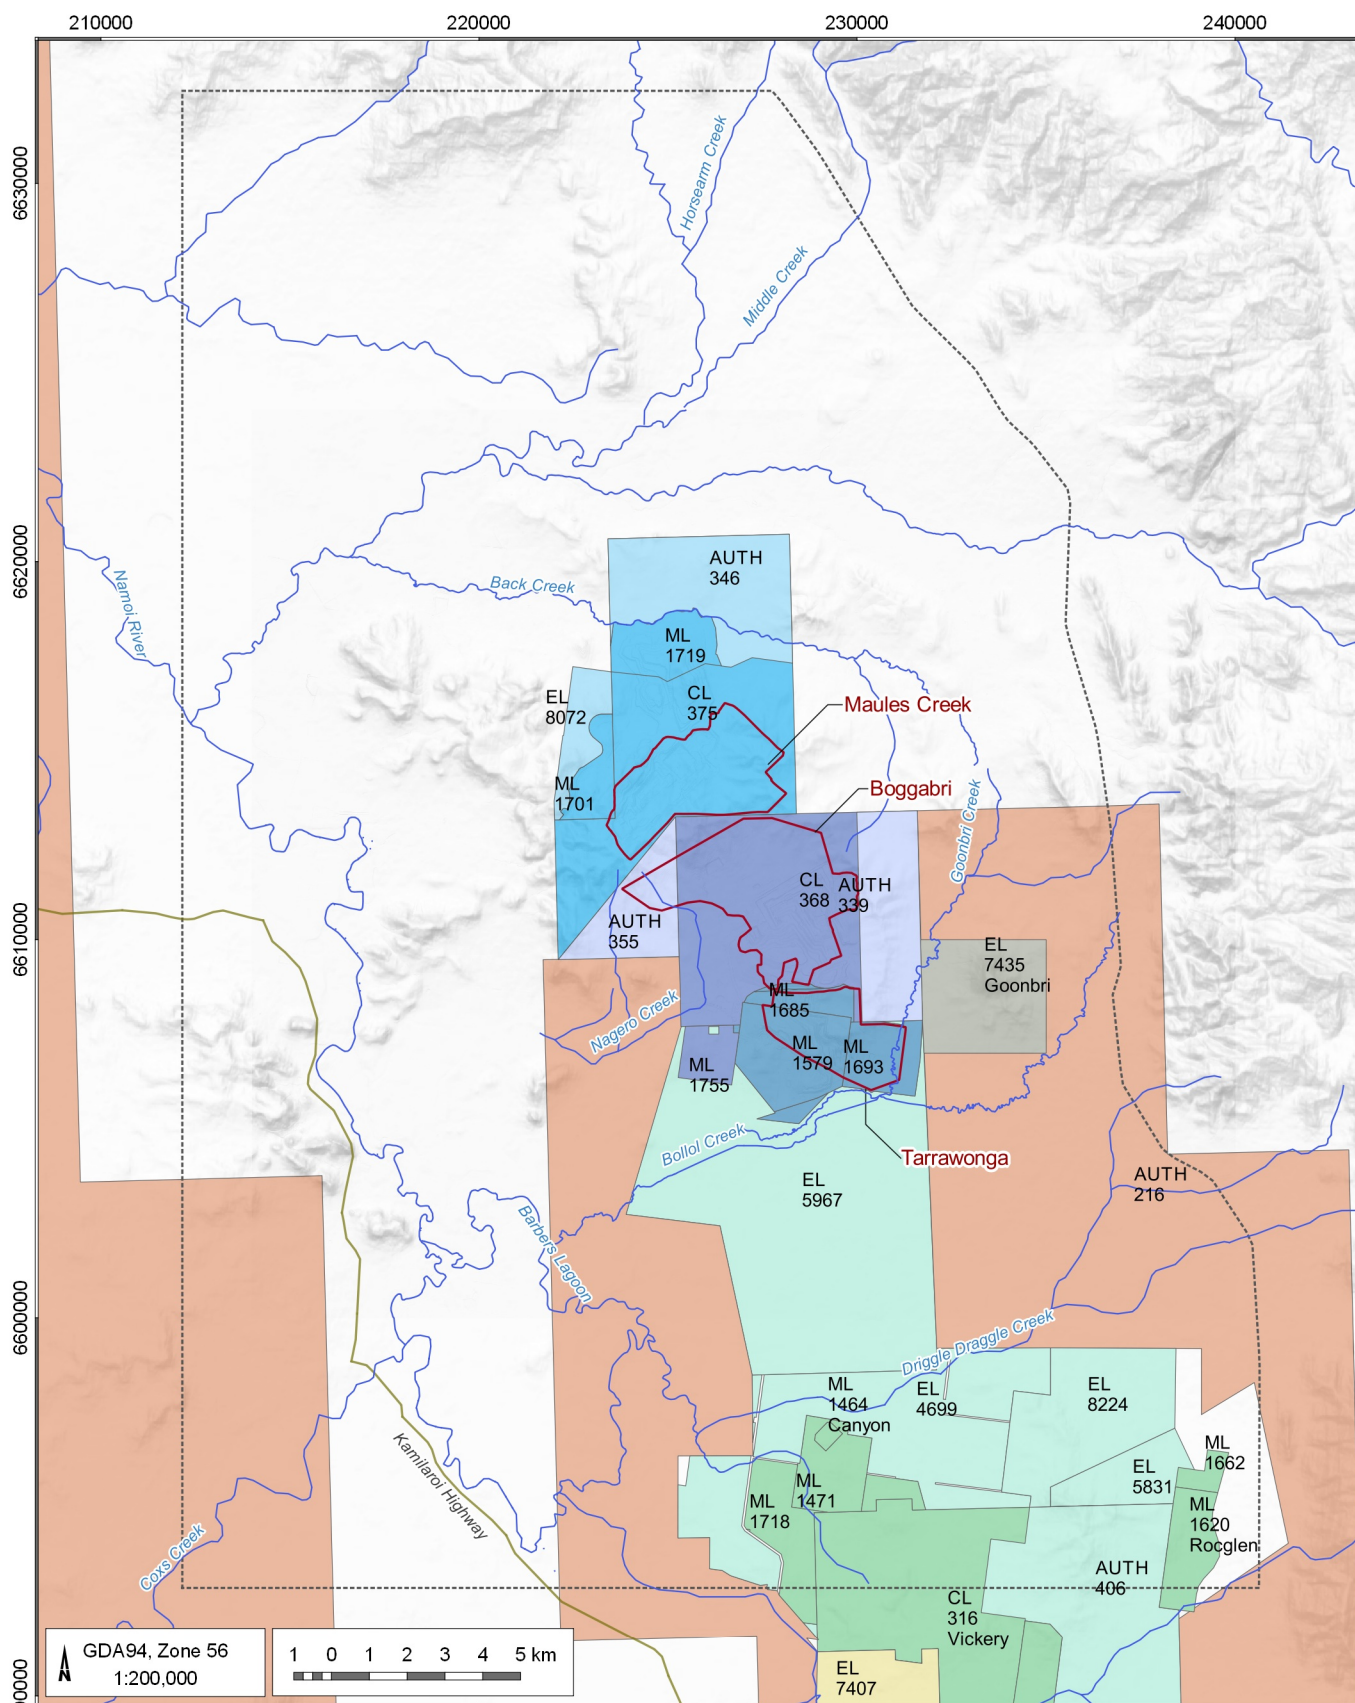 210000
220000
230000
240000
6630000
6620000
6610000
6600000
Horsearm Creek
Middle Creek
Namoi River
Back Creek
AUTH
346
ML
1719
EL
8072
CL
375
Maules Creek
ML
1701
Boggabri
Goonbri Creek
CL
368
AUTH
339
AUTH
355
EL
7435
Goonbri
Nagero Creek
ML
1685
ML
1579
ML
1693
ML
1755
Bollol Creek
Tarrawonga
EL
5967
AUTH
216
Barbers Lagoon
Driggle Draggle Creek
ML
1464
Canyon
EL
4699
EL
8224
Kamilaroi Highway
ML
1662
EL
5831
ML
1471
ML
1718
ML
1620
Rocglen
Coxs Creek
AUTH
406
CL
316
Vickery
EL
7407
N
GDA94, Zone 56
1:200,000
1 0 1 2 3 4 5 km